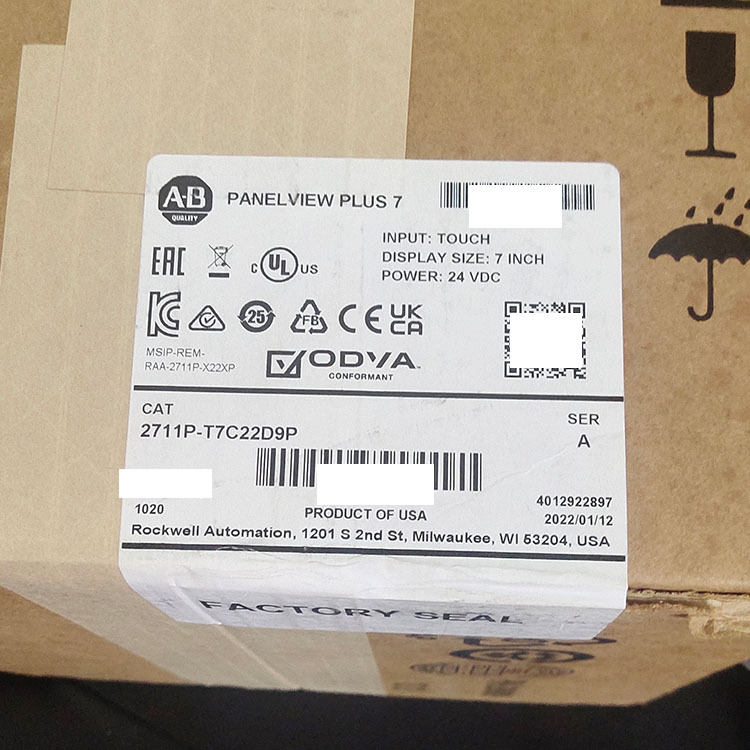 A-B
QUALITY
PANELVIEW PLUS 7
INPUT: TOUCH
DISPLAY SIZE: 7 INCH
POWER: 24 VDC
EAC
C UL US
25
FB
CE
UK
CA
MSIP-REM-
RAA-2711P-X22XP
ODVA
CONFORMANT
CAT
2711P-T7C22D9P
SER
A
1020
PRODUCT OF USA
4012922897
2022/01/12
Rockwell Automation, 1201 S 2nd St, Milwaukee, WI 53204, USA
FACTORY SEAL